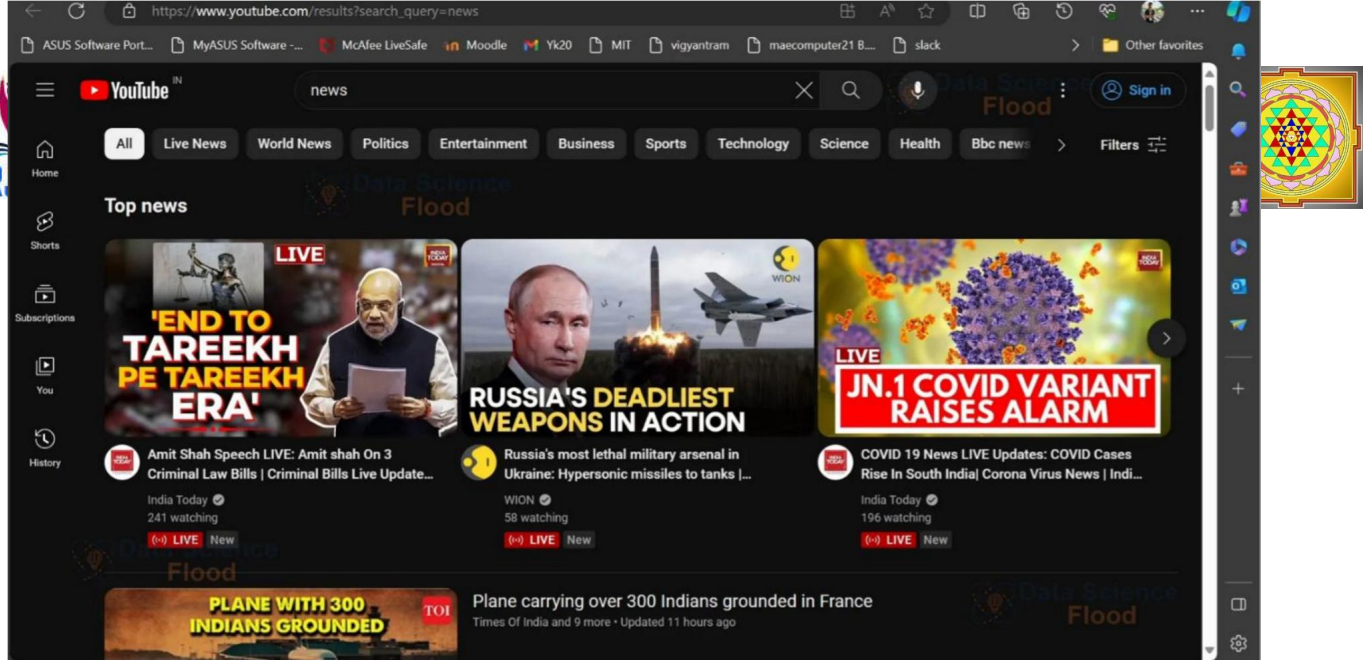 https://www.youtube.com/results?search_query=news
ASUS Software Port... MyASUS Software -... McAfee LiveSafe Moodle Yk20 MIT vigyantram maecomputer21 B.... slack Other favorites
YouTube IN
news
Sign in
All Live News World News Politics Entertainment Business Sports Technology Science Health Bbc news Filters
Home
Shorts
Subscriptions
You
History
Top news
LIVE
INDIA TODAY
'END TO
TAREEKH
PE TAREEKH
ERA'
Amit Shah Speech LIVE: Amit shah On 3
Criminal Law Bills | Criminal Bills Live Update...
India Today
241 watching
LIVE New
WION
RUSSIA'S DEADLIEST
WEAPONS IN ACTION
Russia's most lethal military arsenal in
Ukraine: Hypersonic missiles to tanks |...
WION
58 watching
LIVE New
INDIA TODAY
LIVE
JN.1 COVID VARIANT
RAISES ALARM
COVID 19 News LIVE Updates: COVID Cases
Rise In South India| Corona Virus News | Indi...
India Today
196 watching
LIVE New
PLANE WITH 300
INDIANS GROUNDED
TOI
Plane carrying over 300 Indians grounded in France
Times Of India and 9 more • Updated 11 hours ago
Data Science
Flood
Data Science
Flood
Data Science
Flood
Data Science
Flood